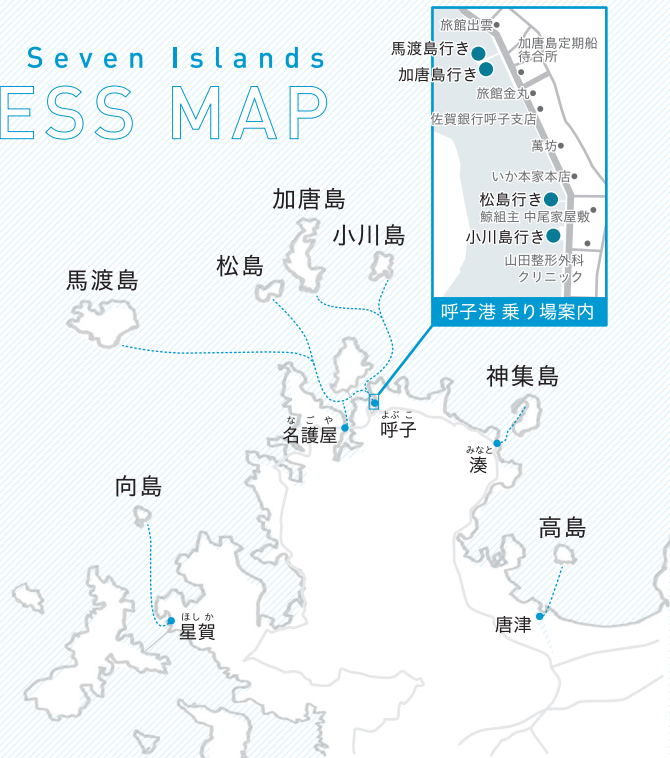 Seven Islands
ESS MAP
旅館出雲
馬渡島行き
加唐島定期船
待合所
加唐島行き
旅館金丸
佐賀銀行呼子支店
萬坊
いか本家本店
松島行き
鯨組主 中尾家屋敷
小川島行き
山田整形外科
クリニック
呼子港 乗り場案内
加唐島
小川島
松島
馬渡島
神集島
なごや
名護屋
よぶこ
呼子
みなと
湊
向島
高島
ほしか
星賀
唐津